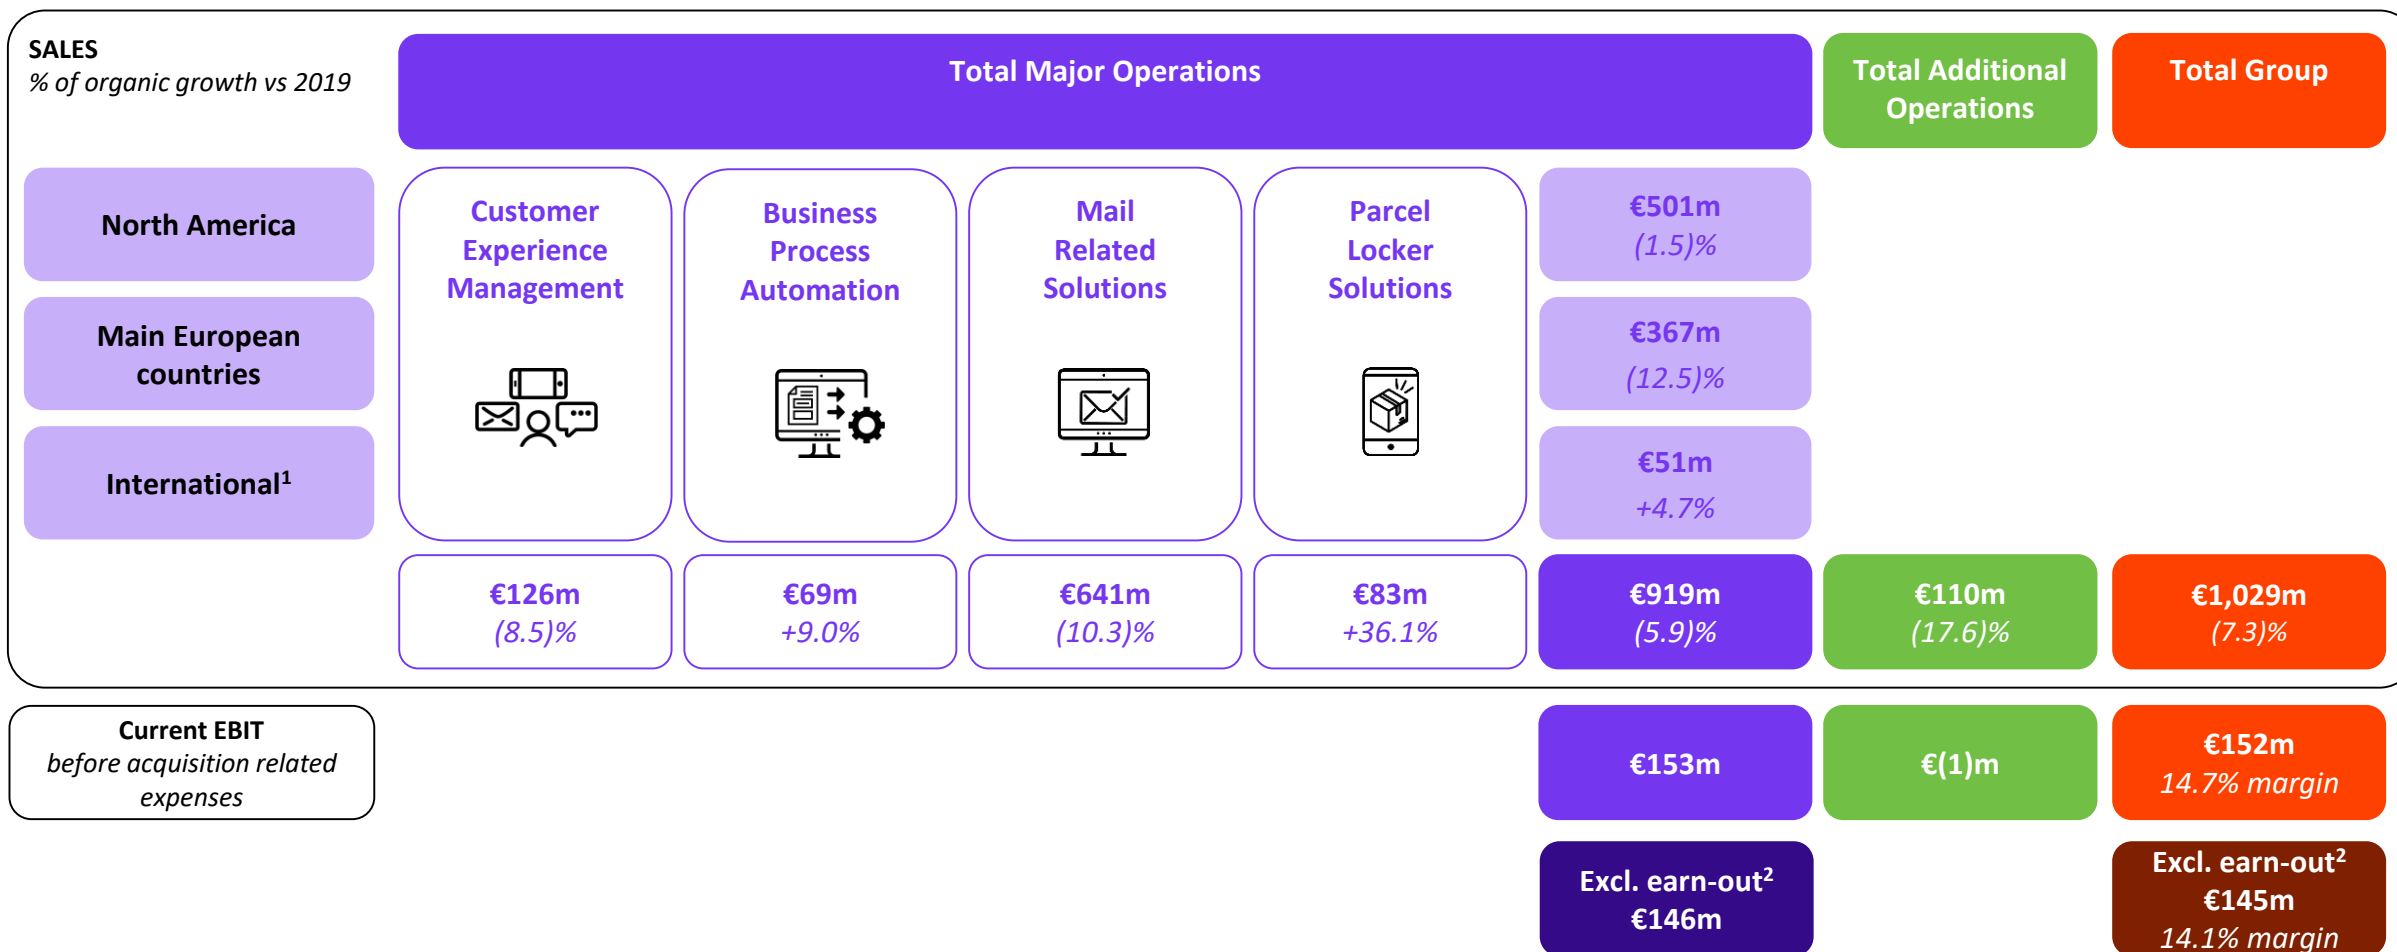 SALES
% of organic growth vs 2019
Total Major Operations
Total Additional
Operations
Total Group
North America
Main European
countries
International¹
Customer
Experience
Management
Business
Process
Automation
Mail
Related
Solutions
Parcel
Locker
Solutions
€501m
(1.5)%
€367m
(12.5)%
€51m
+4.7%
€126m
(8.5)%
€69m
+9.0%
€641m
(10.3)%
€83m
+36.1%
€919m
(5.9)%
€110m
(17.6)%
€1,029m
(7.3)%
Current EBIT
before acquisition related
expenses
€153m
€(1)m
€152m
14.7% margin
Excl. earn-out²
€146m
Excl. earn-out²
€145m
14.1% margin